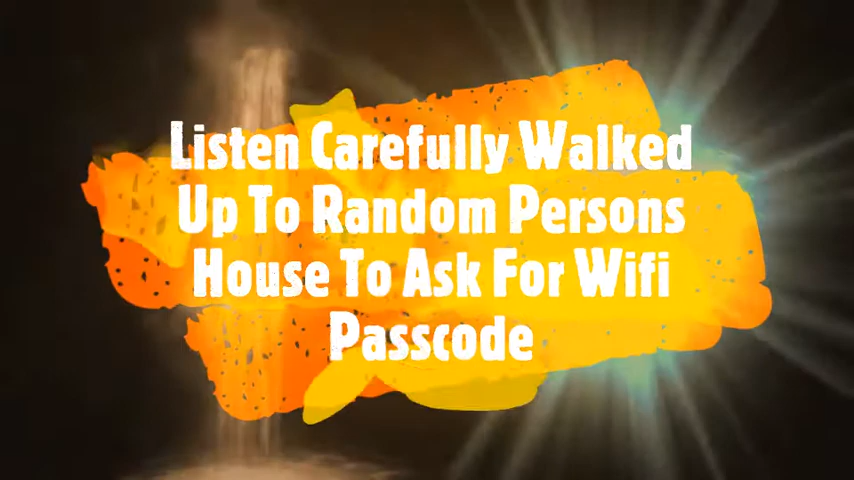 Listen Carefully Walked
Up To Random Persons
House To Ask For Wifi
Passcode